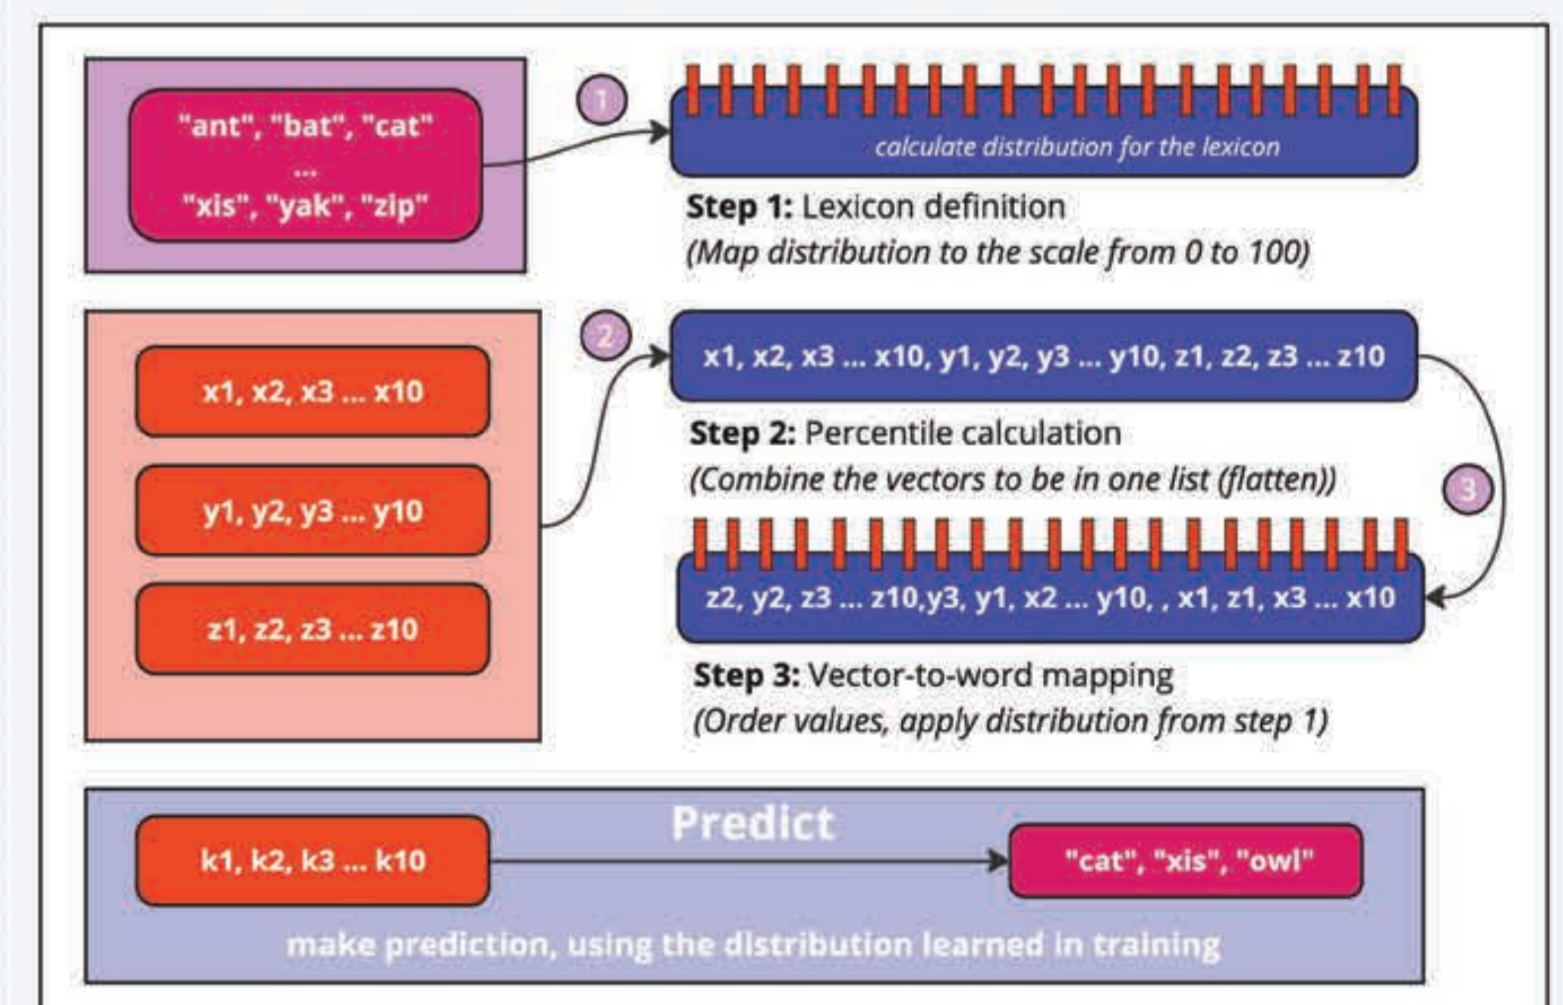 "ant", "bat", "cat"
...
"xis", "yak", "zip"
1
calculate distribution for the lexicon
Step 1: Lexicon definition
(Map distribution to the scale from 0 to 100)
x1, x2, x3 ... x10
y1, y2, y3 ... y10
z1, z2, z3 ... z10
2
x1, x2, x3 ... x10, y1, y2, y3 ... y10, z1, z2, z3 ... z10
Step 2: Percentile calculation
(Combine the vectors to be in one list (flatten))
3
z2, y2, z3 ... z10,y3, y1, x2 ... y10, , x1, z1, x3 ... x10
Step 3: Vector-to-word mapping
(Order values, apply distribution from step 1)
Predict
k1, k2, k3 ... k10
"cat", "xis", "owl"
make prediction, using the distribution learned in training